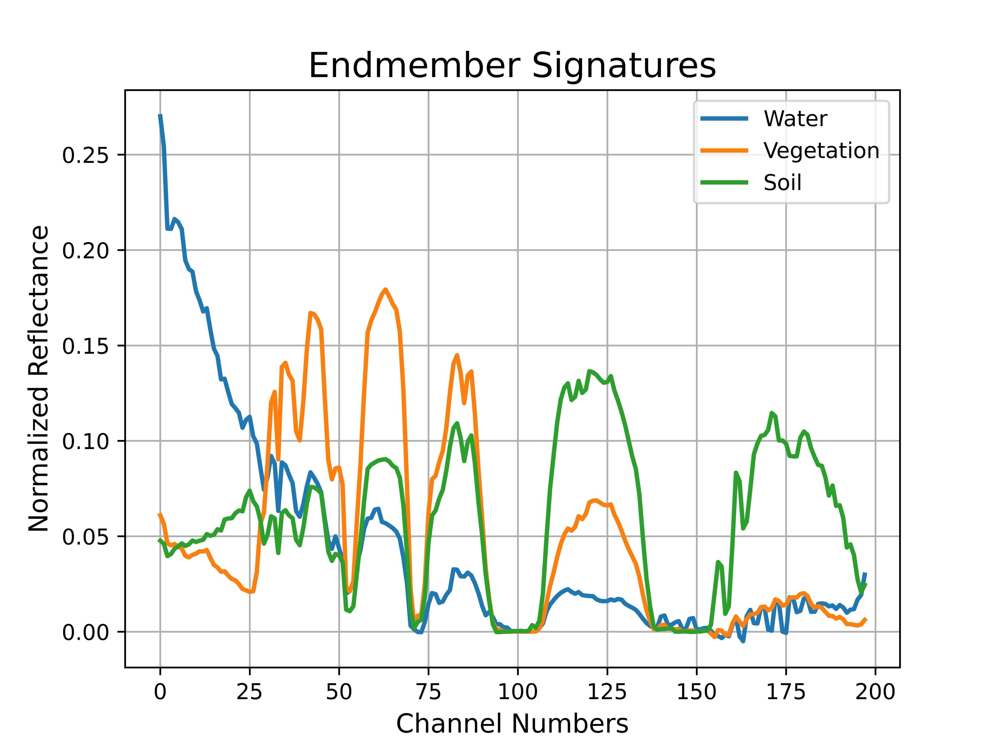 Endmember Signatures
Water
Vegetation
Soil
0.25
0.20
0.15
0.10
0.05
0.00
Normalized Reflectance
0 25 50 75 100 125 150 175 200
Channel Numbers